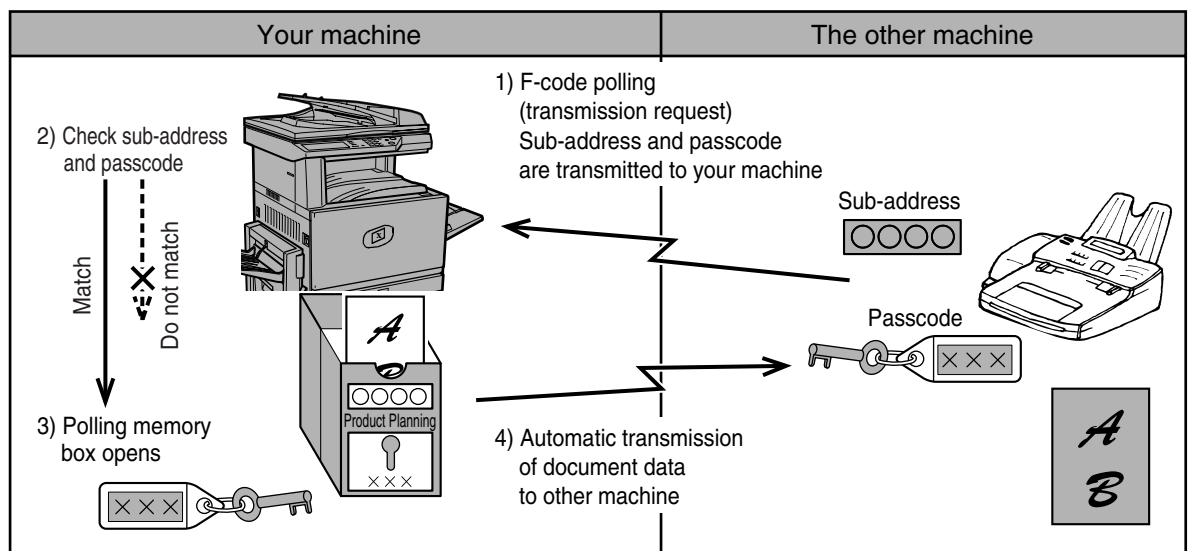 Your machine
The other machine
1) F-code polling
(transmission request)
Sub-address and passcode
are transmitted to your machine
2) Check sub-address
and passcode
Match
Do not match
Sub-address
Passcode
× × ×
A
B
Product Planning
× × ×
3) Polling memory
box opens
× × ×
4) Automatic transmission
of document data
to other machine
A
B